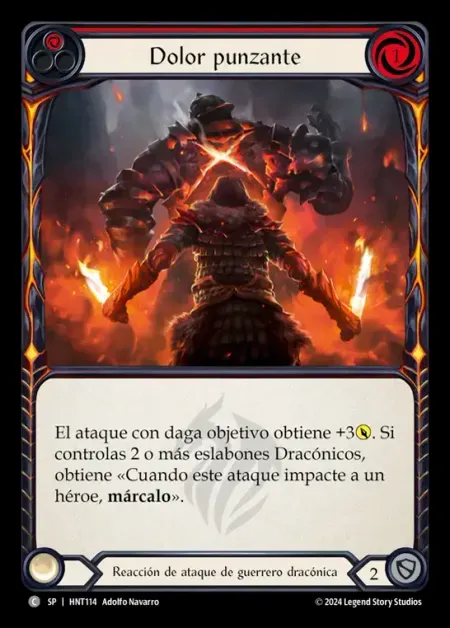 Dolor punzante
1
El ataque con daga objetivo obtiene +3. Si
controlas 2 o más eslabones Dracónicos,
obtiene «Cuando este ataque impacte a un
héroe, márcalo».
Reacción de ataque de guerrero dracónica
2
C SP | HNT114 Adolfo Navarro
© 2024 Legend Story Studios